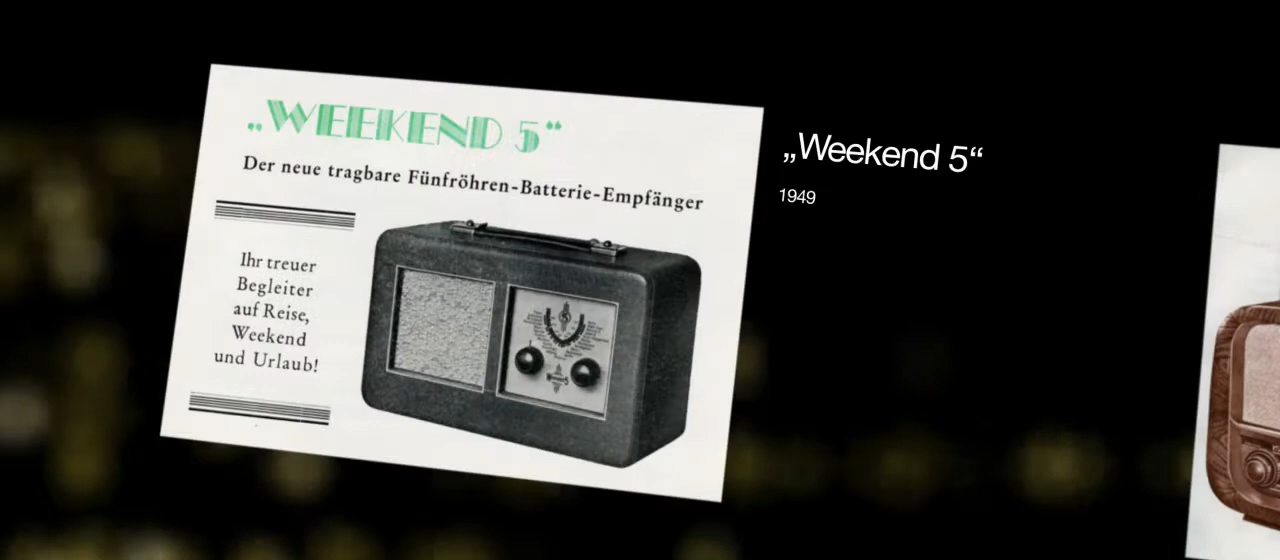 „WEEKEND 5“
Der neue tragbare Fünfröhren-Batterie-Empfänger
Ihr treuer
Begleiter
auf Reise,
Weekend
und Urlaub!
„Weekend 5“
1949